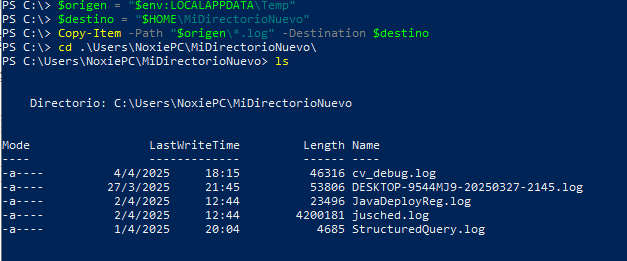 PS C:\> $origen = "$env:LOCALAPPDATA\Temp"
PS C:\> $destino = "$HOME\MiDirectorioNuevo"
PS C:\> Copy-Item -Path "$origen\*.log" -Destination $destino
PS C:\> cd .\Users\NoxiePC\MiDirectorioNuevo\
PS C:\Users\NoxiePC\MiDirectorioNuevo> ls
Directorio: C:\Users\NoxiePC\MiDirectorioNuevo
Mode LastWriteTime Length Name
---- ------------- ------ ----
-a---- 4/4/2025 18:15 46316 cv_debug.log
-a---- 27/3/2025 21:45 53806 DESKTOP-9544MJ9-20250327-2145.log
-a---- 2/4/2025 12:44 23496 JavaDeployReg.log
-a---- 2/4/2025 12:44 4200181 jusched.log
-a---- 1/4/2025 20:04 4685 StructuredQuery.log